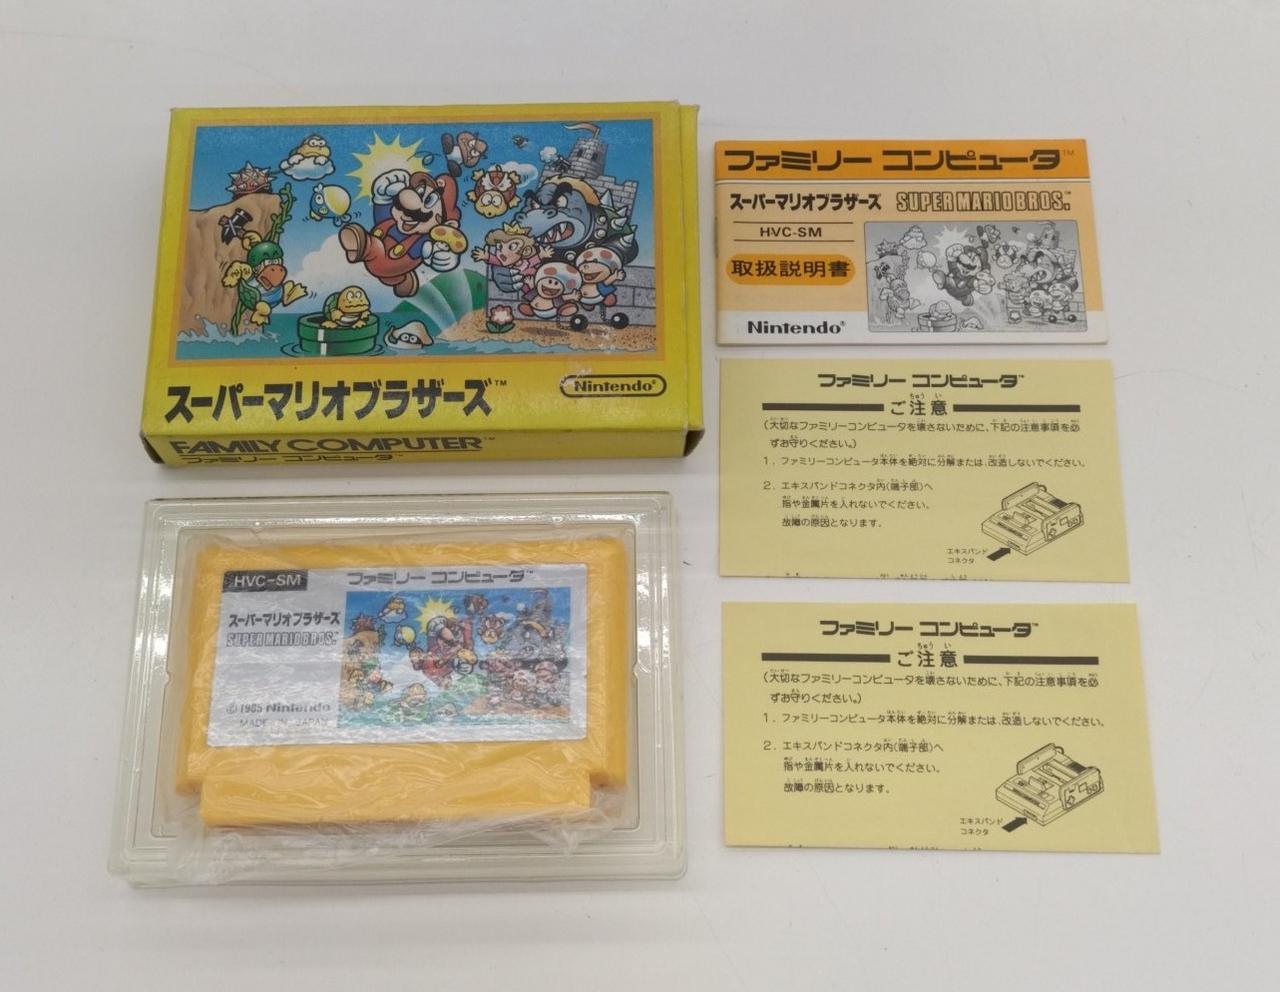 スーパーマリオブラザーズ™
Nintendo®
FAMILY COMPUTER™
ファミリー コンピュータ™
ファミリー コンピュータ™
スーパーマリオブラザーズ SUPER MARIO BROS.™
HVC-SM
取扱説明書
Nintendo®
HVC-SM
ファミリー コンピュータ™
スーパーマリオブラザーズ
SUPER MARIO BROS.™
©1985 Nintendo
MADE IN JAPAN
ファミリー コンピュータ™
ご注意
(大切なファミリーコンピュータを壊さないために、下記の注意事項を必
ずお守りください。)
1. ファミリーコンピュータ本体を絶対に分解または、改造しないでください。
2. エキスパンドコネクタ内(端子部)へ
指や金属片を入れないでください。
故障の原因となります。
エキスパンド
コネクタ
ファミリー コンピュータ™
ご注意
(大切なファミリーコンピュータを壊さないために、下記の注意事項を必
ずお守りください。)
1. ファミリーコンピュータ本体を絶対に分解または、改造しないでください。
2. エキスパンドコネクタ内(端子部)へ
指や金属片を入れないでください。
故障の原因となります。
エキスパンド
コネクタ